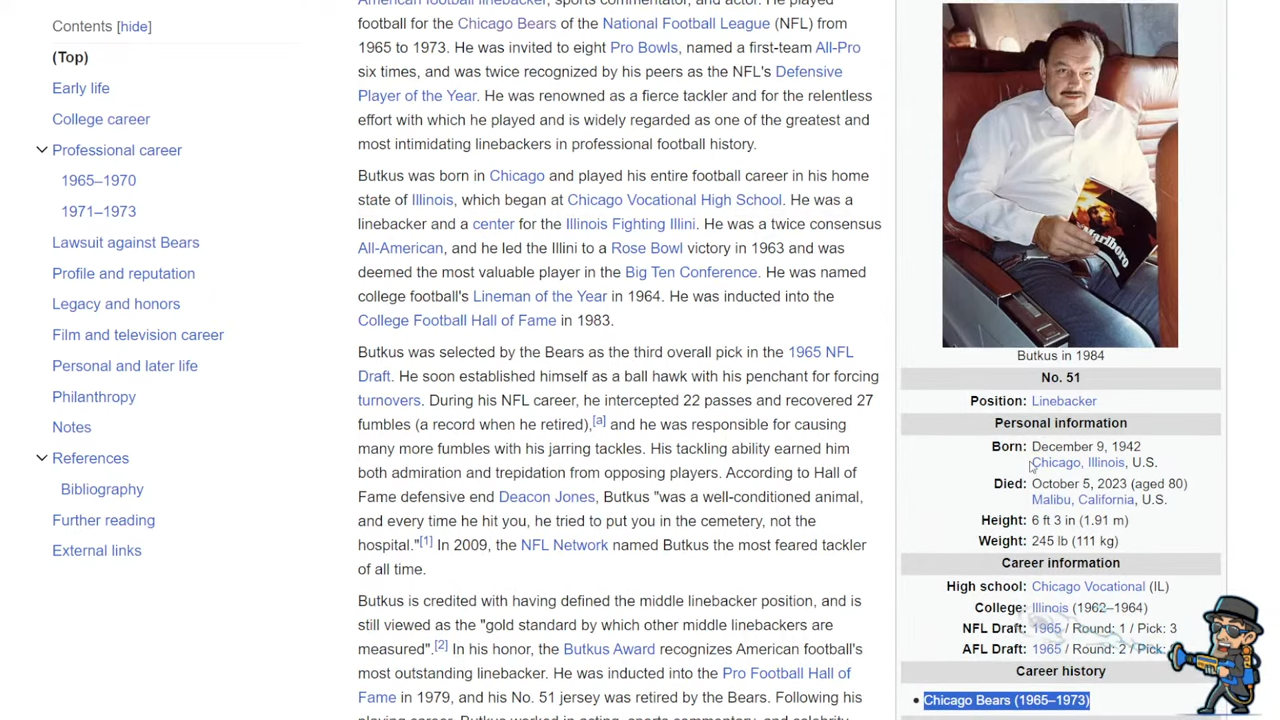 Contents [hide]
(Top)
Early life
College career
Professional career
1965–1970
1971–1973
Lawsuit against Bears
Profile and reputation
Legacy and honors
Film and television career
Personal and later life
Philanthropy
Notes
References
Bibliography
Further reading
External links
American football linebacker, sports commentator, and actor. He played
football for the Chicago Bears of the National Football League (NFL) from
1965 to 1973. He was invited to eight Pro Bowls, named a first-team All-Pro
six times, and was twice recognized by his peers as the NFL's Defensive
Player of the Year. He was renowned as a fierce tackler and for the relentless
effort with which he played and is widely regarded as one of the greatest and
most intimidating linebackers in professional football history.
Butkus was born in Chicago and played his entire football career in his home
state of Illinois, which began at Chicago Vocational High School. He was a
linebacker and a center for the Illinois Fighting Illini. He was a twice consensus
All-American, and he led the Illini to a Rose Bowl victory in 1963 and was
deemed the most valuable player in the Big Ten Conference. He was named
college football's Lineman of the Year in 1964. He was inducted into the
College Football Hall of Fame in 1983.
Butkus was selected by the Bears as the third overall pick in the 1965 NFL
Draft. He soon established himself as a ball hawk with his penchant for forcing
turnovers. During his NFL career, he intercepted 22 passes and recovered 27
fumbles (a record when he retired),[a] and he was responsible for causing
many more fumbles with his jarring tackles. His tackling ability earned him
both admiration and trepidation from opposing players. According to Hall of
Fame defensive end Deacon Jones, Butkus "was a well-conditioned animal,
and every time he hit you, he tried to put you in the cemetery, not the
hospital."[1] In 2009, the NFL Network named Butkus the most feared tackler
of all time.
Butkus is credited with having defined the middle linebacker position, and is
still viewed as the "gold standard by which other middle linebackers are
measured".[2] In his honor, the Butkus Award recognizes American football's
most outstanding linebacker. He was inducted into the Pro Football Hall of
Fame in 1979, and his No. 51 jersey was retired by the Bears. Following his
playing career, Butkus worked in acting, sports commentary, and celebrity
Marlboro
Butkus in 1984
No. 51
Position: Linebacker
Personal information
Born: December 9, 1942
Chicago, Illinois, U.S.
Died: October 5, 2023 (aged 80)
Malibu, California, U.S.
Height: 6 ft 3 in (1.91 m)
Weight: 245 lb (111 kg)
Career information
High school: Chicago Vocational (IL)
College: Illinois (1962–1964)
NFL Draft: 1965 / Round: 1 / Pick: 3
AFL Draft: 1965 / Round: 2 / Pick:
Career history
• Chicago Bears (1965–1973)